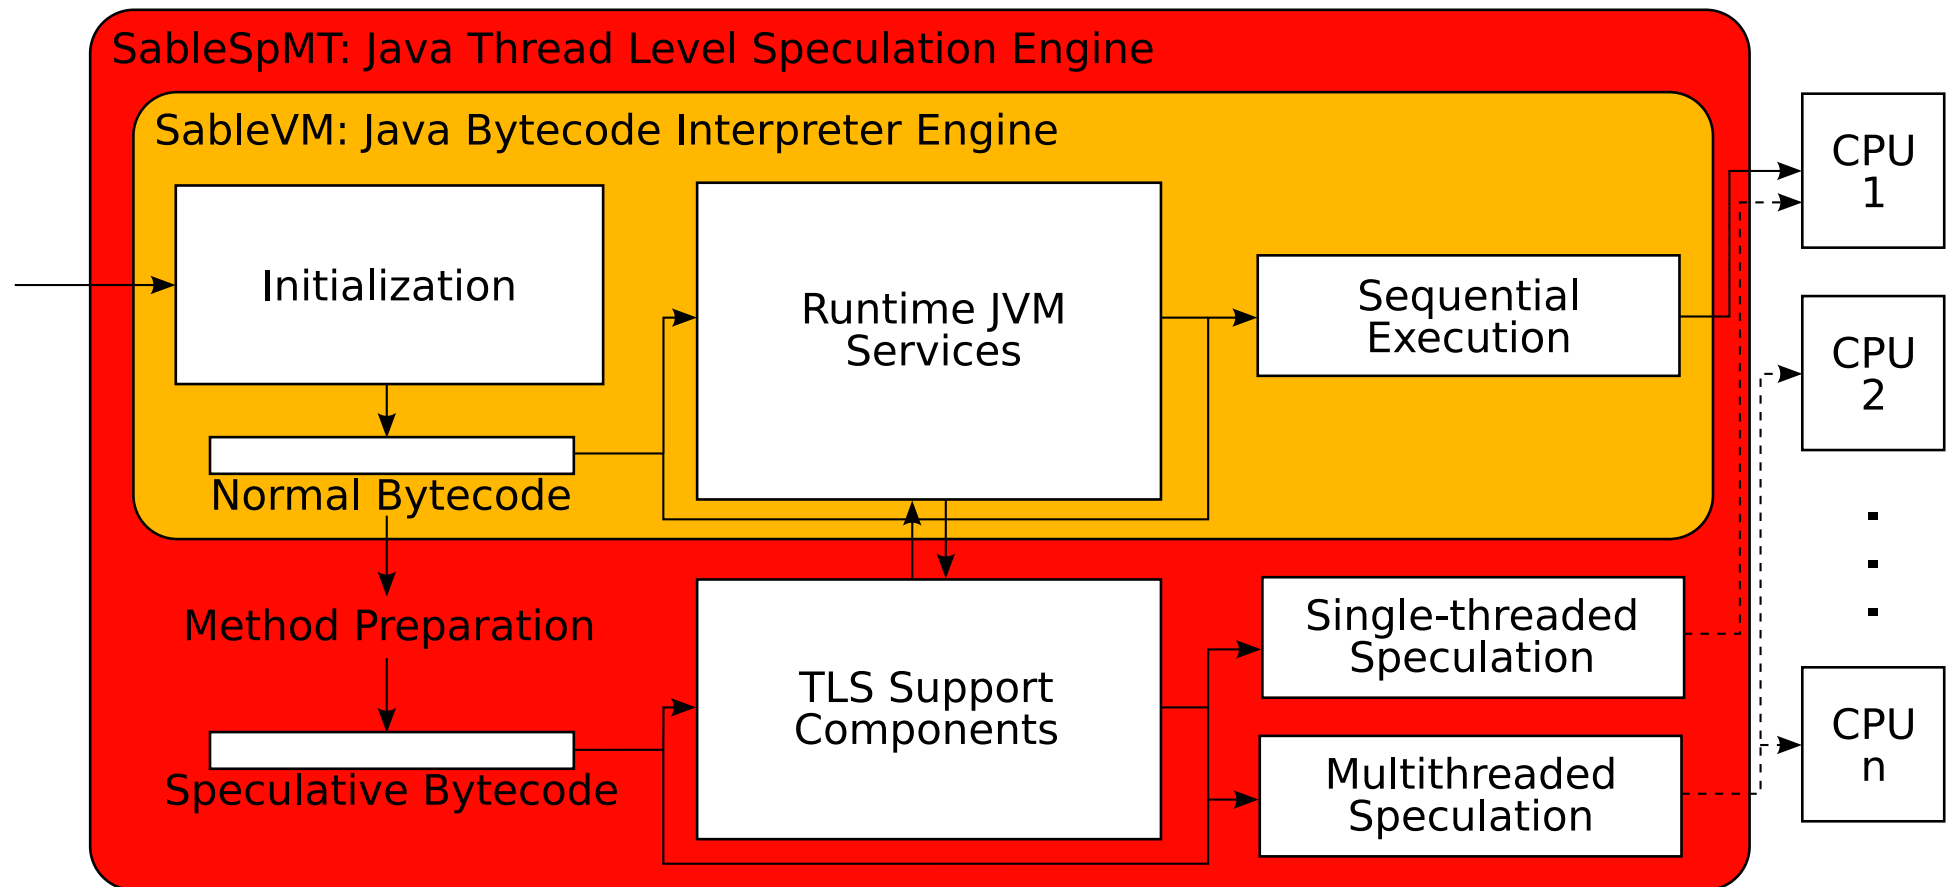 SableSpMT: Java Thread Level Speculation Engine
SableVM: Java Bytecode Interpreter Engine
Initialization
Runtime JVM
Services
Sequential
Execution
Normal Bytecode
Method Preparation
Speculative Bytecode
TLS Support
Components
Single-threaded
Speculation
Multithreaded
Speculation
CPU
1
CPU
2
CPU
n